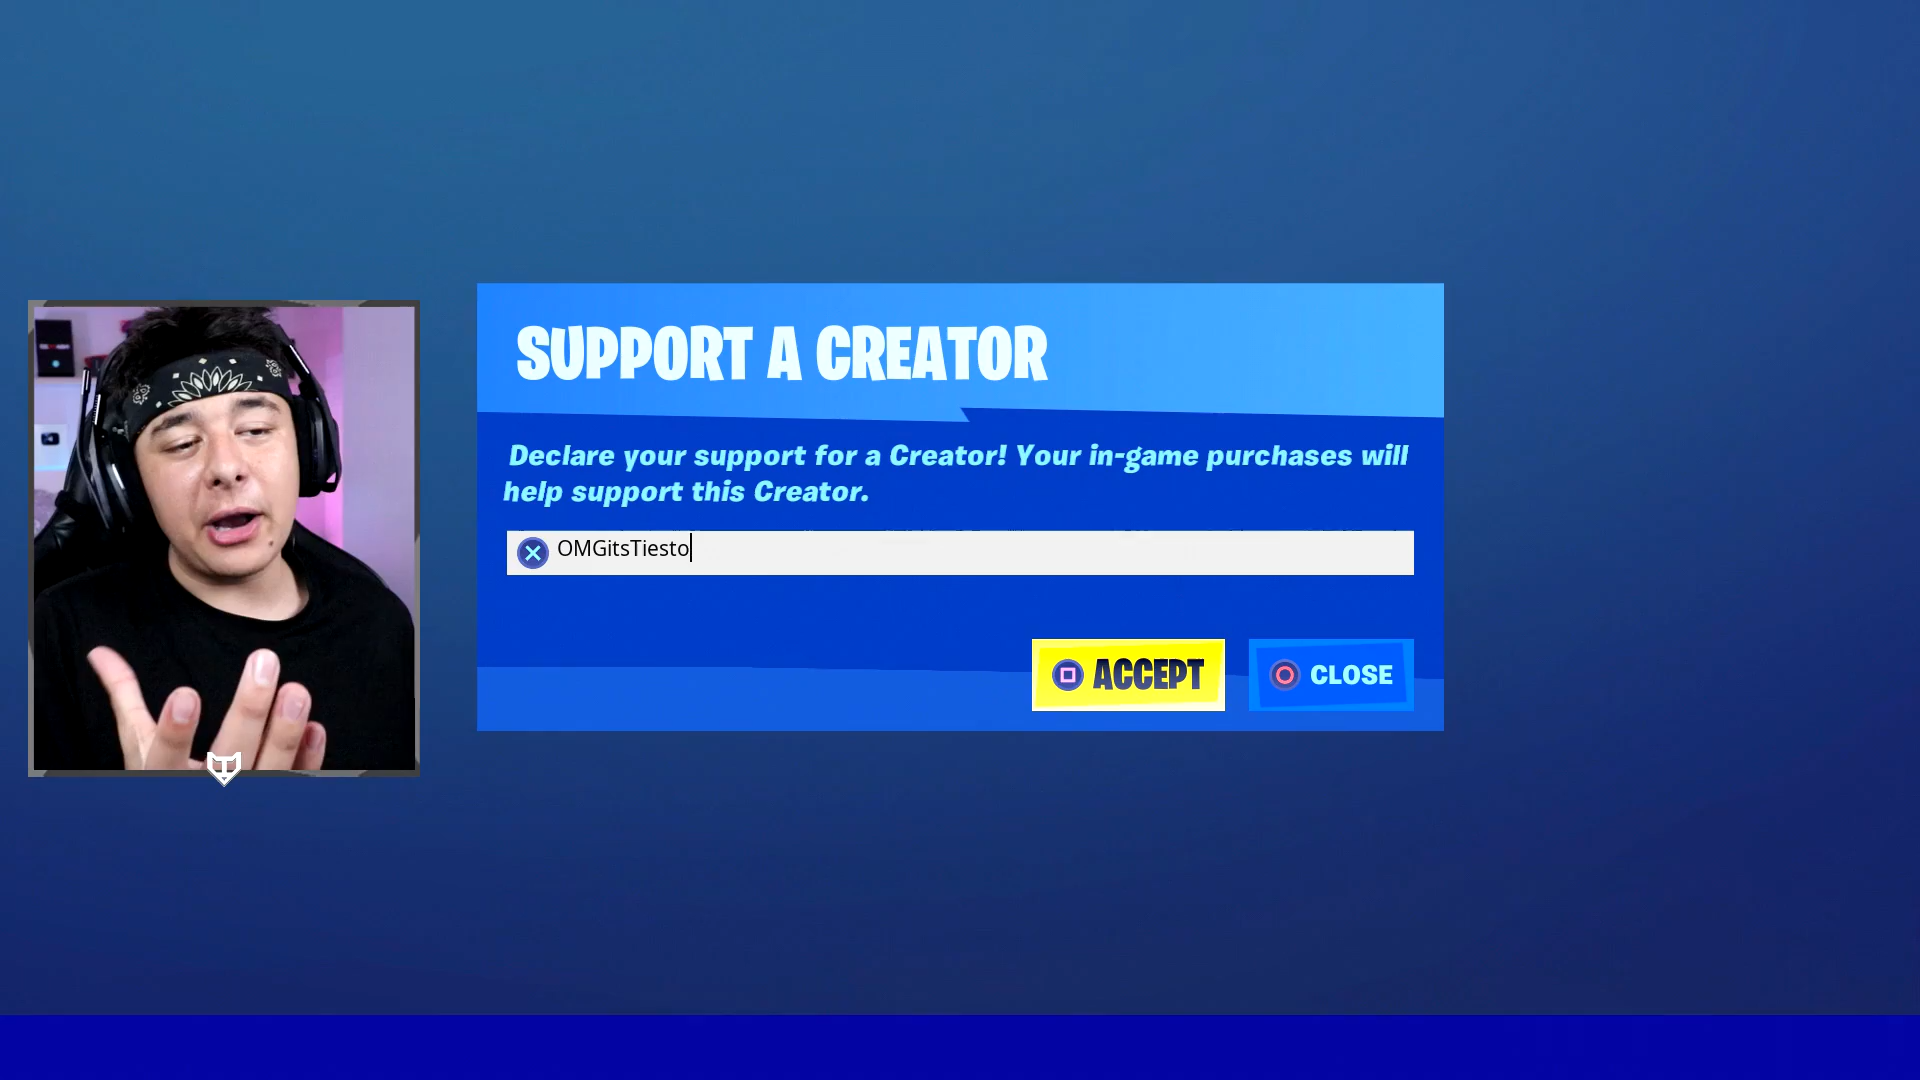 SUPPORT A CREATOR
Declare your support for a Creator! Your in-game purchases will
help support this Creator.
OMGitsTiesto
ACCEPT
CLOSE